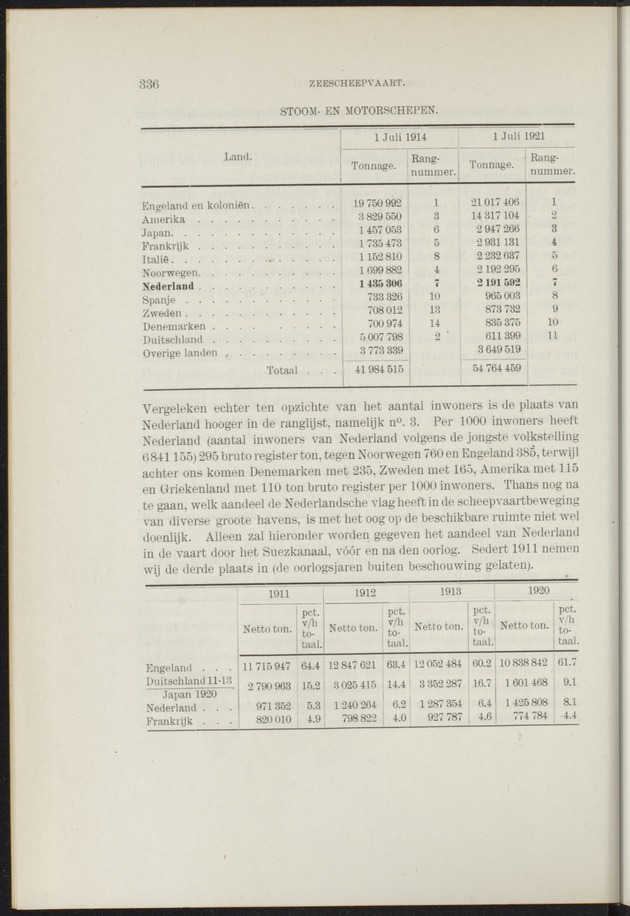 336 ZEESCHEEPVAART.
STOOM- EN MOTORSCHEPEN.
Land. 1 Juli 1914 1 Juli 1921
Tonnage. Rang-nummer. Tonnage. Rang-nummer.
Engeland en koloniën . . . . . . 19 750 992 1 21 017 406 1
Amerika . . . . . . . . . . 3 829 550 3 14 317 104 2
Japan . . . . . . . . . . . 1 457 053 6 2 947 266 3
Frankrijk . . . . . . . . . . 1 735 473 5 2 931 131 4
Italië . . . . . . . . . . . 1 152 810 8 2 232 637 5
Noorwegen . . . . . . . . . 1 699 882 4 2 192 295 6
Nederland . . . . . . . . . 1 435 306 7 2 191 592 7
Spanje . . . . . . . . . . 733 326 10 965 003 8
Zweden . . . . . . . . . . 708 012 13 873 732 9
Denemarken . . . . . . . . . 700 974 14 835 375 10
Duitschland . . . . . . . . . 5 007 798 2 611 399 11
Overige landen . . . . . . . . 3 773 339 3 649 519
Totaal . . . 41 984 515 54 764 459
Vergeleken echter ten opzichte van het aantal inwoners is de plaats van
Nederland hooger in de ranglijst, namelijk nº. 3. Per 1000 inwoners heeft
Nederland (aantal inwoners van Nederland volgens de jongste volkstelling
6 841 155) 295 bruto register ton, tegen Noorwegen 760 en Engeland 385, terwijl
achter ons komen Denemarken met 235, Zweden met 165, Amerika met 115
en Griekenland met 110 ton bruto register per 1000 inwoners. Thans nog na
te gaan, welk aandeel de Nederlandsche vlag heeft in de scheepvaartbeweging
van diverse groote havens, is met het oog op de beschikbare ruimte niet wel
doenlijk. Alleen zal hieronder worden gegeven het aandeel van Nederland
in de vaart door het Suezkanaal, vóór en na den oorlog. Sedert 1911 nemen
wij de derde plaats in (de oorlogsjaren buiten beschouwing gelaten).
1911 1912 1913 1920
Netto ton. pct. v/h to-taal. Netto ton. pct. v/h to-taal. Netto ton. pct. v/h to-taal. Netto ton. pct. v/h to-taal.
Engeland . . . 11 715 947 64.4 12 847 621 63.4 12 052 484 60.2 10 838 842 61.7
Duitschland 11-13
Japan 1920 2 790 963 15.2 3 025 415 14.4 3 352 287 16.7 1 601 468 9.1
Nederland . . . 971 352 5.3 1 240 264 6.2 1 287 354 6.4 1 425 808 8.1
Frankrijk . . . 820 010 4.9 798 822 4.0 927 787 4.6 774 784 4.4